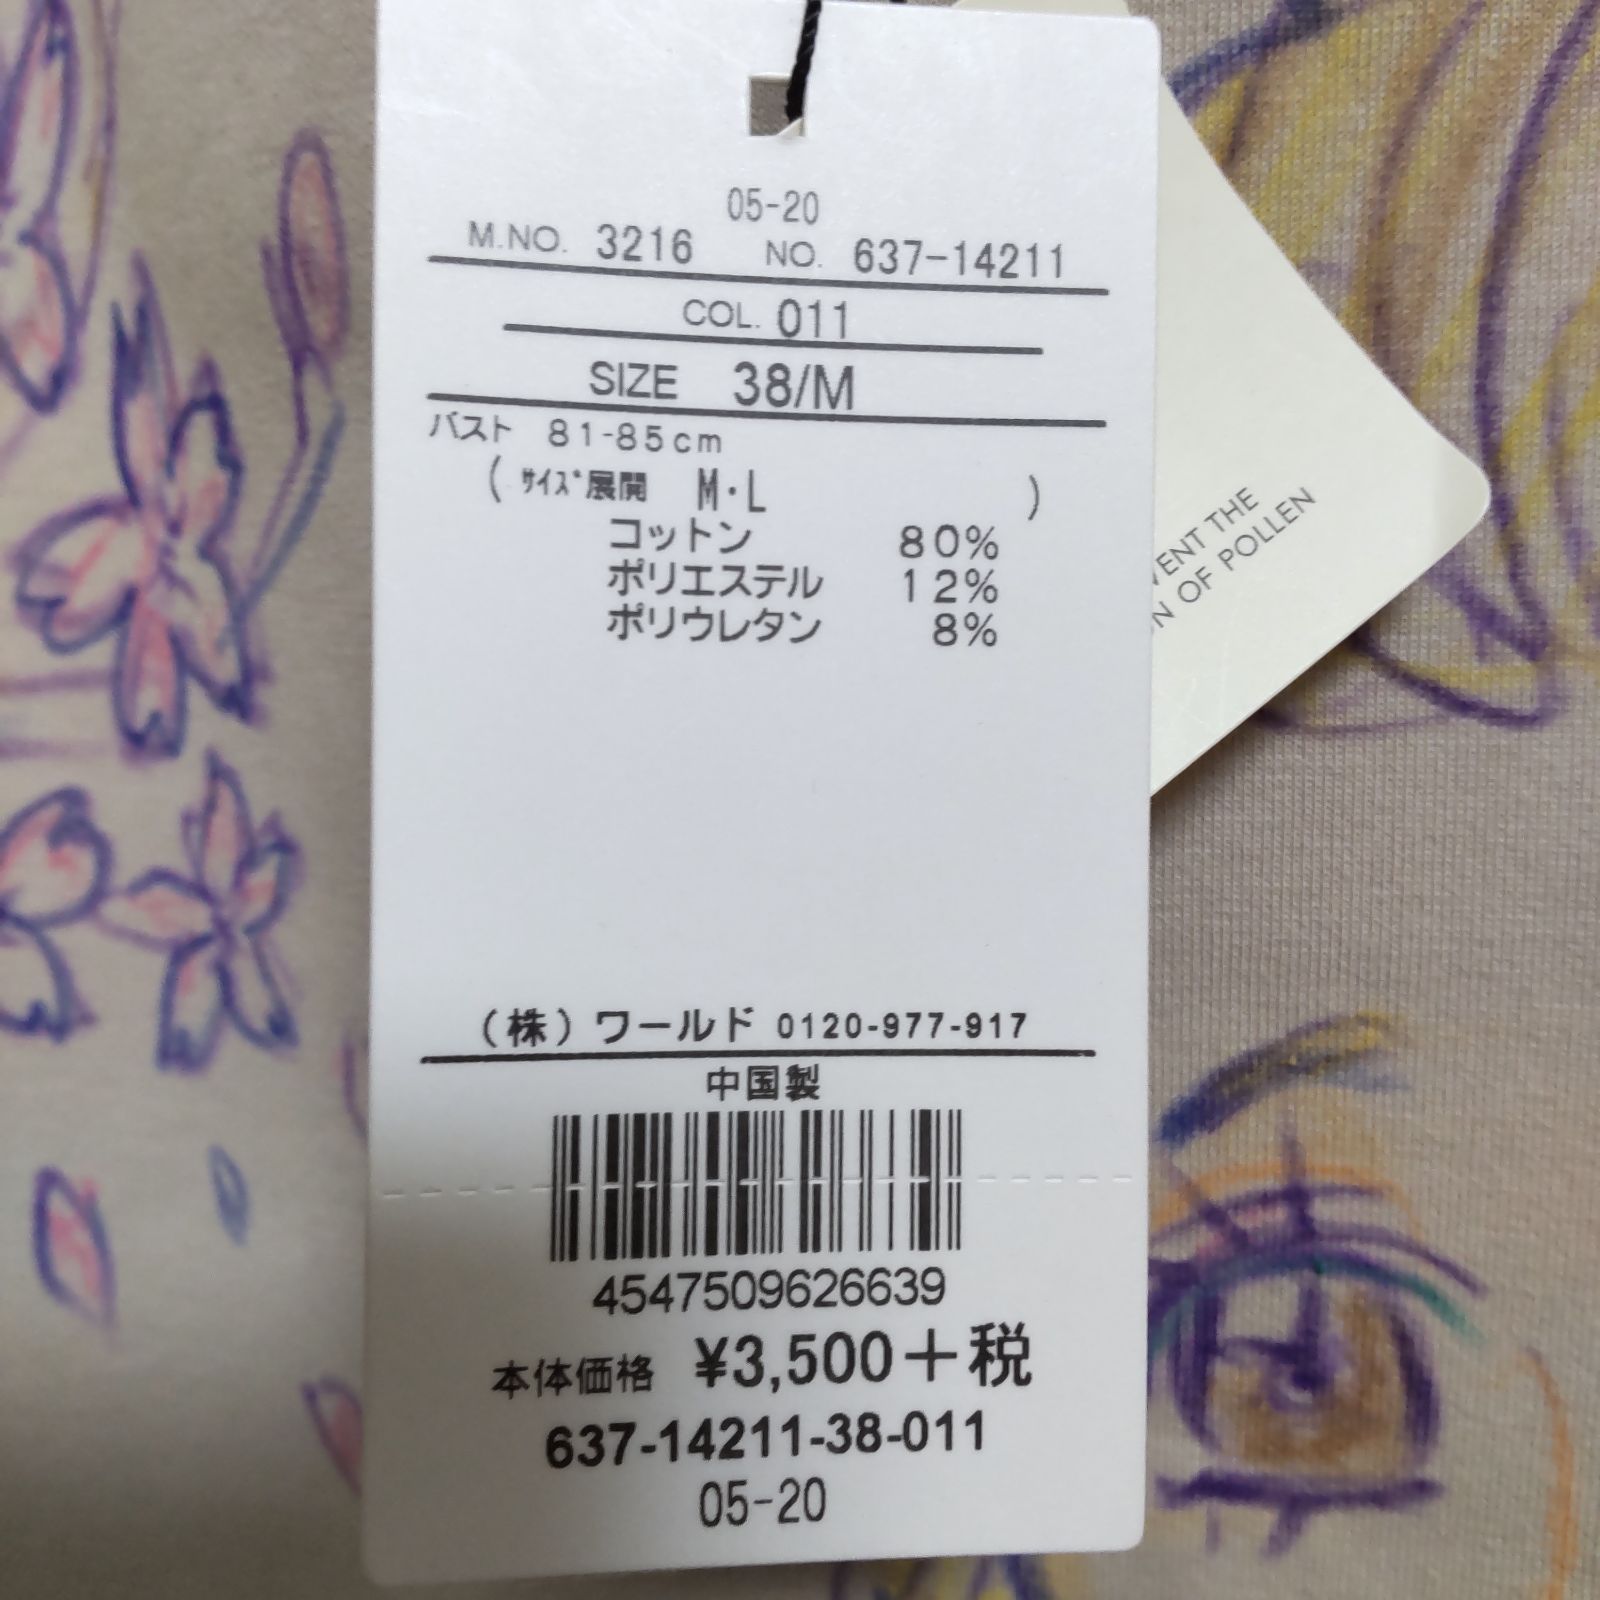 05-20
M.NO. 3216 NO. 637-14211
COL. 011
SIZE 38/M
バスト 81-85cm
( ｻｲｽﾞ展開 M・L )
コットン 80%
ポリエステル 12%
ポリウレタン 8%
(株)ワールド 0120-977-917
中国製
4547509626639
本体価格 ¥3,500+税
637-14211-38-011
05-20
THE
OF POLLEN